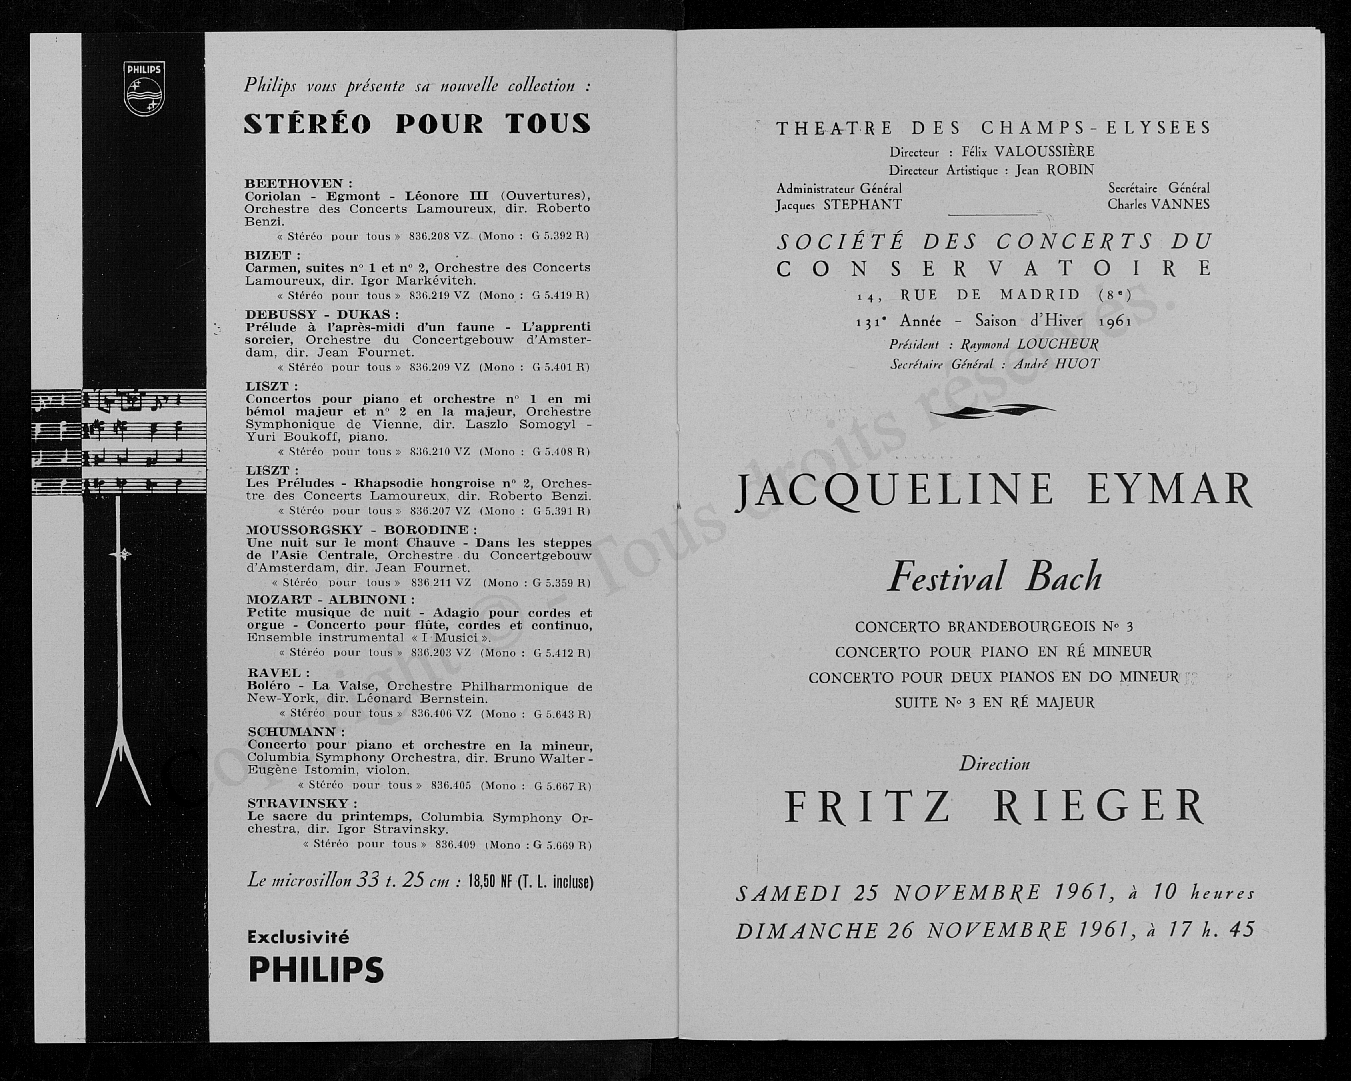 PHILIPS
Philips vous présente sa nouvelle collection :
STÉRÉO POUR TOUS
BEETHOVEN :
Coriolan - Egmont - Léonore III (Ouvertures),
Orchestre des Concerts Lamoureux, dir. Roberto
Benzi.
« Stéréo pour tous » 836.208 VZ (Mono : G 5.392 R)
BIZET :
Carmen, suites n° 1 et n° 2, Orchestre des Concerts
Lamoureux, dir. Igor Markévitch.
« Stéréo pour tous » 836.219 VZ (Mono : G 5.419 R)
DEBUSSY - DUKAS :
Prélude à l'après-midi d'un faune - L'apprenti
sorcier, Orchestre du Concertgebouw d'Amster-
dam, dir. Jean Fournet.
« Stéréo pour tous » 836.209 VZ (Mono : G 5.401 R)
LISZT :
Concertos pour piano et orchestre n° 1 en mi
bémol majeur et n° 2 en la majeur, Orchestre
Symphonique de Vienne, dir. Laszlo Somogyl -
Yuri Boukoff, piano.
« Stéréo pour tous » 836.210 VZ (Mono : G 5.408 R)
LISZT :
Les Préludes - Rhapsodie hongroise n° 2, Orches-
tre des Concerts Lamoureux, dir. Roberto Benzi.
« Stéréo pour tous » 836.207 VZ (Mono : G 5.391 R)
MOUSSORGSKY - BORODINE :
Une nuit sur le mont Chauve - Dans les steppes
de l'Asie Centrale, Orchestre du Concertgebouw
d'Amsterdam, dir. Jean Fournet.
« Stéréo pour tous » 836.211 VZ (Mono : G 5.359 R)
MOZART - ALBINONI :
Petite musique de nuit - Adagio pour cordes et
orgue - Concerto pour flûte, cordes et continuo,
Ensemble instrumental « I Musici ».
« Stéréo pour tous » 836.203 VZ (Mono : G 5.412 R)
RAVEL :
Boléro - La Valse, Orchestre Philharmonique de
New-York, dir. Léonard Bernstein.
« Stéréo pour tous » 836.406 VZ (Mono : G 5.643 R)
SCHUMANN :
Concerto pour piano et orchestre en la mineur,
Columbia Symphony Orchestra, dir. Bruno Walter -
Eugène Istomin, violon.
« Stéréo pour tous » 836.405 (Mono : G 5.667 R)
STRAVINSKY :
Le sacre du printemps, Columbia Symphony Or-
chestra, dir. Igor Stravinsky.
« Stéréo pour tous » 836.409 (Mono : G 5.669 R)
Le microsillon 33 t. 25 cm : 18,50 NF (T. L. incluse)
Exclusivité
PHILIPS
THEATRE DES CHAMPS-ELYSEES
Directeur : Félix VALOUSSIÈRE
Directeur Artistique : Jean ROBIN
Administrateur Général Secrétaire Général
Jacques STEPHANT Charles VANNES
SOCIÉTÉ DES CONCERTS DU
CONSERVATOIRE
14, RUE DE MADRID (8e)
131e Année - Saison d'Hiver 1961
Président : Raymond LOUCHEUR
Secrétaire Général : André HUOT
JACQUELINE EYMAR
Festival Bach
CONCERTO BRANDEBOURGEOIS No 3
CONCERTO POUR PIANO EN RÉ MINEUR
CONCERTO POUR DEUX PIANOS EN DO MINEUR
SUITE No 3 EN RÉ MAJEUR
Direction
FRITZ RIEGER
SAMEDI 25 NOVEMBRE 1961, à 10 heures
DIMANCHE 26 NOVEMBRE 1961, à 17 h. 45
Copyright © - Tous droits réservés.